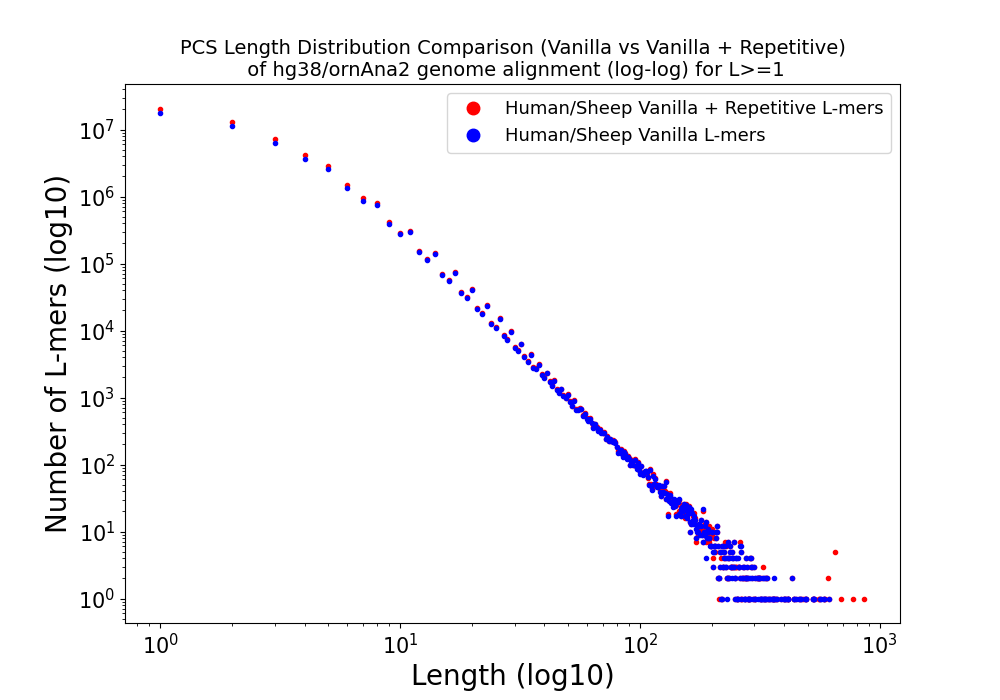 PCS Length Distribution Comparison (Vanilla vs Vanilla + Repetitive)
of hg38/ornAna2 genome alignment (log-log) for L>=1
Human/Sheep Vanilla + Repetitive L-mers
Human/Sheep Vanilla L-mers
Number of L-mers (log10)
10⁷
10⁶
10⁵
10⁴
10³
10²
10¹
10⁰
10⁰ 10¹ 10² 10³
Length (log10)